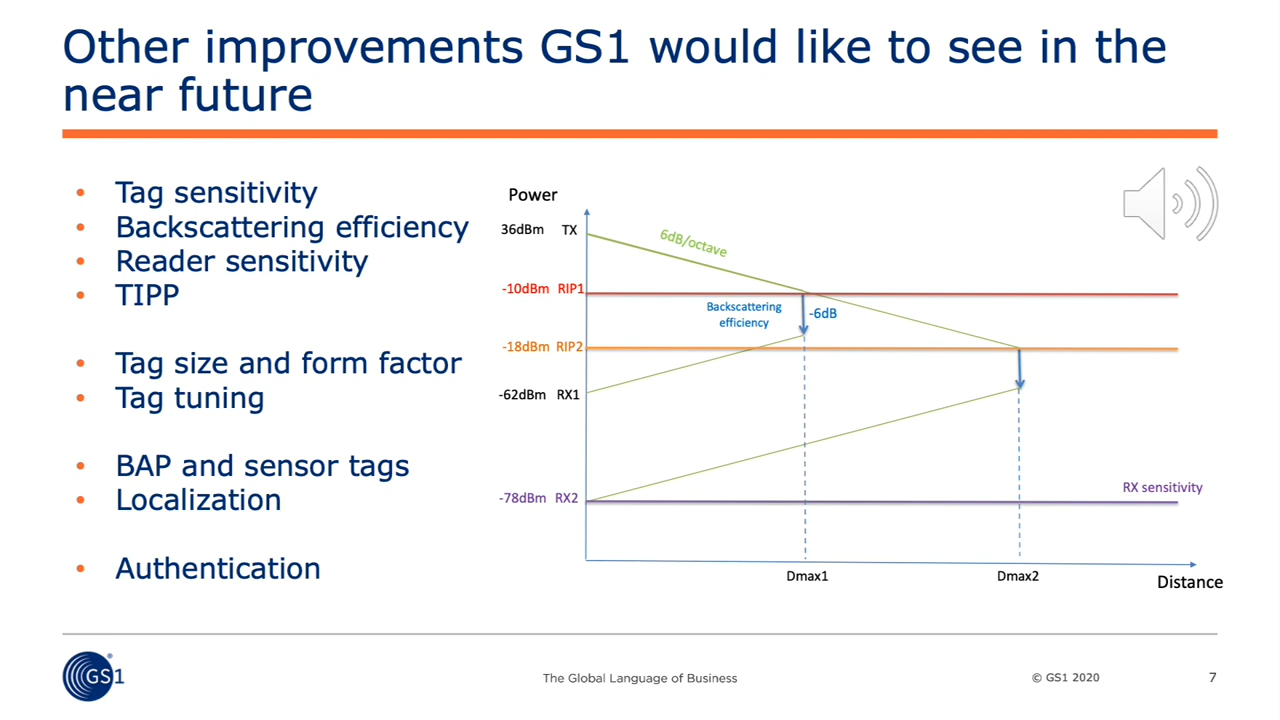 Other improvements GS1 would like to see in the
near future
• Tag sensitivity
• Backscattering efficiency
• Reader sensitivity
• TIPP
• Tag size and form factor
• Tag tuning
• BAP and sensor tags
• Localization
• Authentication
Power
36dBm TX
6dB/octave
-10dBm RIP1
Backscattering
efficiency
-6dB
-18dBm RIP2
-62dBm RX1
-78dBm RX2
RX sensitivity
Dmax1
Dmax2
Distance
GS1
®
The Global Language of Business
© GS1 2020
7